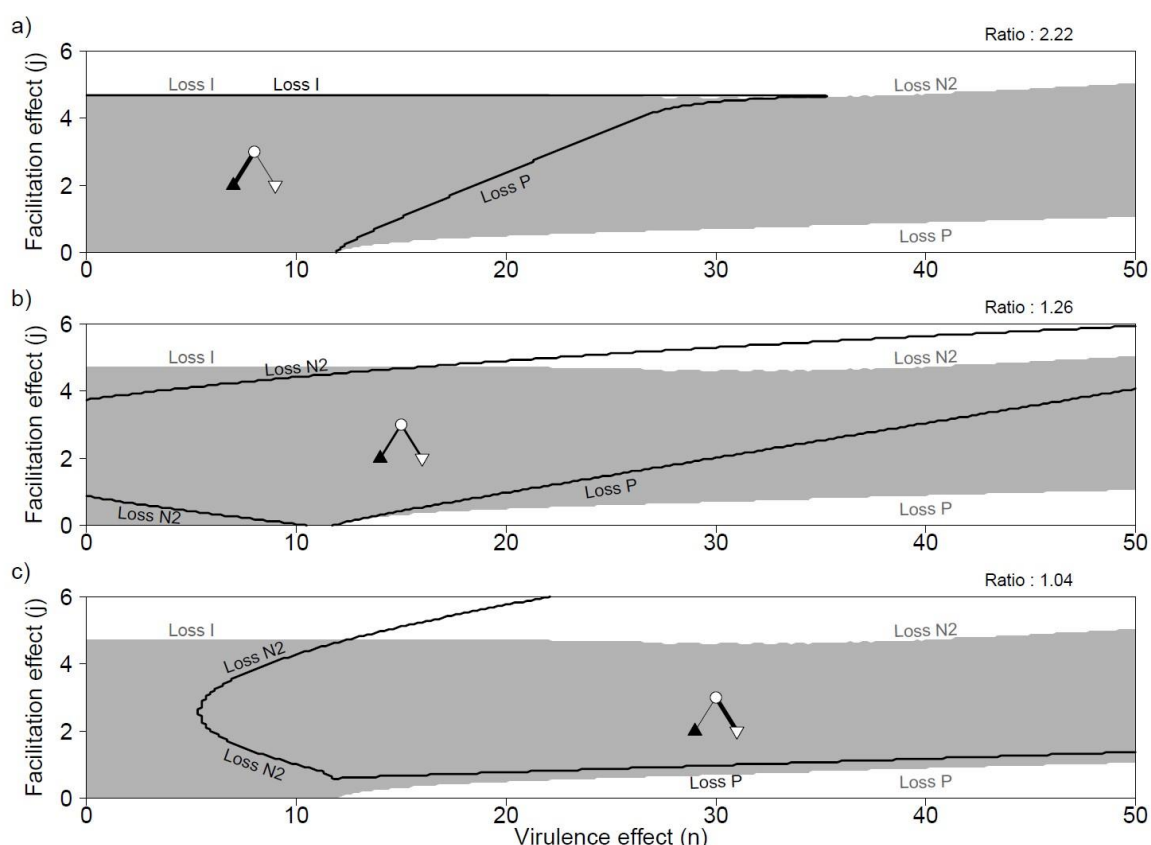 a)
Ratio : 2.22
Facilitation effect (j)
6
4
2
0
Loss I
Loss I
Loss N2
Loss P
Loss P
0
10
20
30
40
50
b)
Ratio : 1.26
Facilitation effect (j)
6
4
2
0
Loss I
Loss N2
Loss N2
Loss N2
Loss P
Loss P
0
10
20
30
40
50
c)
Ratio : 1.04
Facilitation effect (j)
6
4
2
0
Loss I
Loss N2
Loss N2
Loss N2
Loss P
Loss P
0
10
20
30
40
50
Virulence effect (n)